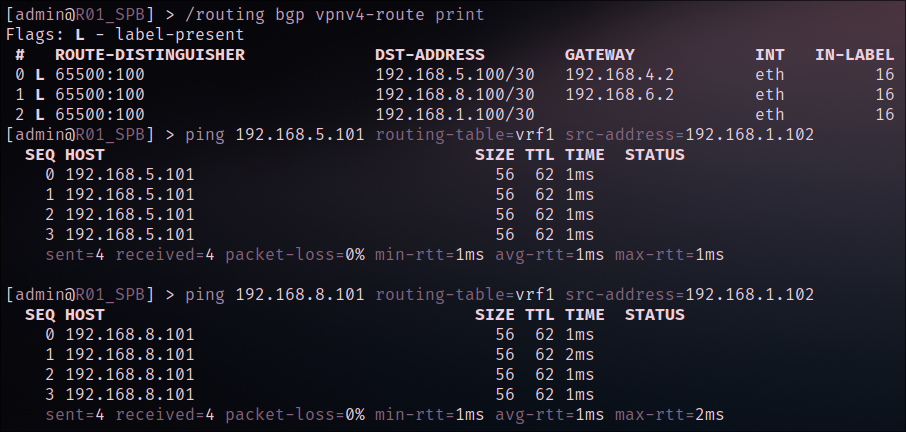 [admin@R01_SPB] > /routing bgp vpnv4-route print
Flags: L - label-present
 #   ROUTE-DISTINGUISHER             DST-ADDRESS        GATEWAY            INT   IN-LABEL
 0 L 65500:100                       192.168.5.100/30   192.168.4.2        eth         16
 1 L 65500:100                       192.168.8.100/30   192.168.6.2        eth         16
 2 L 65500:100                       192.168.1.100/30                      eth         16
[admin@R01_SPB] > ping 192.168.5.101 routing-table=vrf1 src-address=192.168.1.102
  SEQ HOST                                     SIZE TTL TIME  STATUS
    0 192.168.5.101                              56  62 1ms
    1 192.168.5.101                              56  62 1ms
    2 192.168.5.101                              56  62 1ms
    3 192.168.5.101                              56  62 1ms
    sent=4 received=4 packet-loss=0% min-rtt=1ms avg-rtt=1ms max-rtt=1ms

[admin@R01_SPB] > ping 192.168.8.101 routing-table=vrf1 src-address=192.168.1.102
  SEQ HOST                                     SIZE TTL TIME  STATUS
    0 192.168.8.101                              56  62 1ms
    1 192.168.8.101                              56  62 2ms
    2 192.168.8.101                              56  62 1ms
    3 192.168.8.101                              56  62 1ms
    sent=4 received=4 packet-loss=0% min-rtt=1ms avg-rtt=1ms max-rtt=2ms